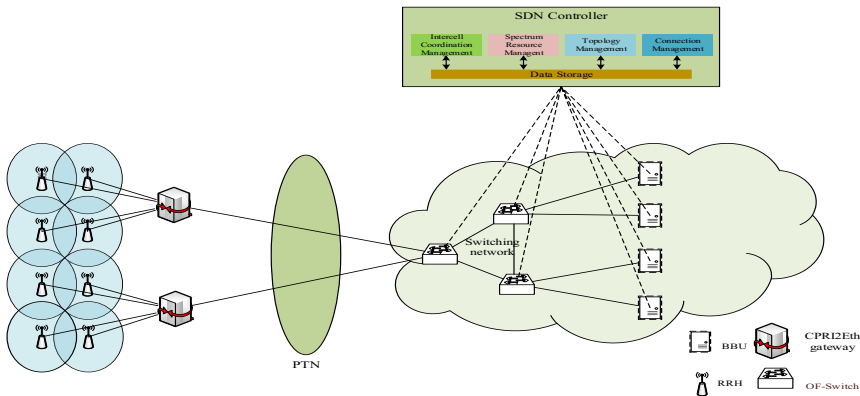 SDN Controller
Intercell
Coordination
Management
Spectrum
Resource
Managent
Topology
Management
Connection
Management
Data Storage
Switching
network
PTN
BBU
CPRI2Eth
gateway
RRH
OF-Switch